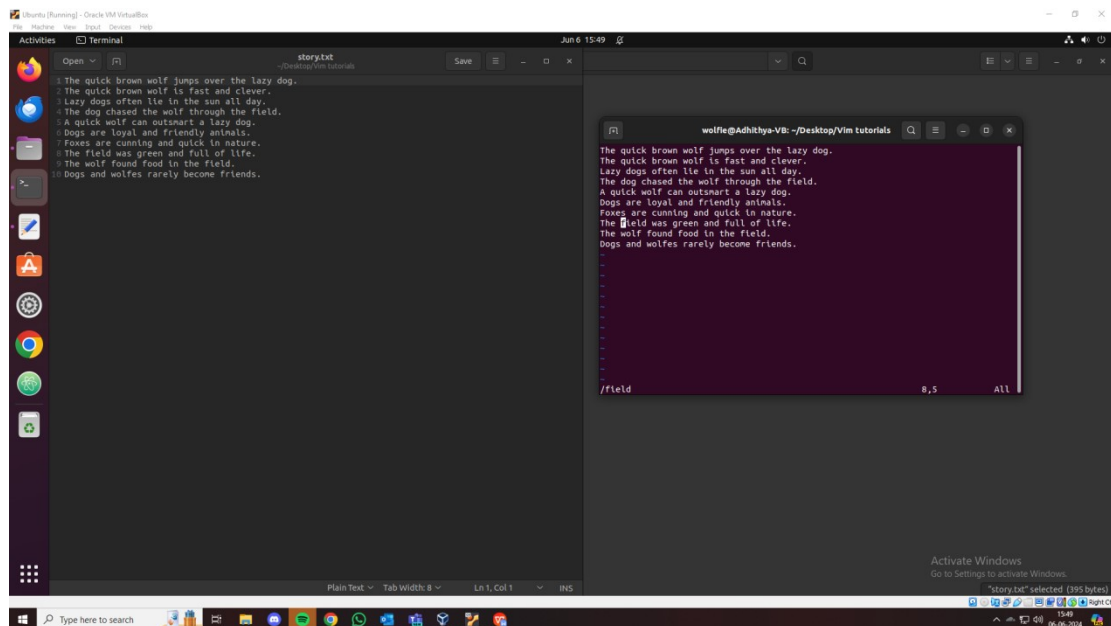 Ubuntu [Running] - Oracle VM VirtualBox
File Machine View Input Devices Help
Activities Terminal Jun 6 15:49
Open story.txt Save
~/Desktop/Vim tutorials
1 The quick brown wolf jumps over the lazy dog.
2 The quick brown wolf is fast and clever.
3 Lazy dogs often lie in the sun all day.
4 The dog chased the wolf through the field.
5 A quick wolf can outsmart a lazy dog.
6 Dogs are loyal and friendly animals.
7 Foxes are cunning and quick in nature.
8 The field was green and full of life.
9 The wolf found food in the field.
10 Dogs and wolfes rarely become friends.
Plain Text Tab Width: 8 Ln 1, Col 1 INS
wolfie@Adhithya-VB: ~/Desktop/Vim tutorials
The quick brown wolf jumps over the lazy dog.
The quick brown wolf is fast and clever.
Lazy dogs often lie in the sun all day.
The dog chased the wolf through the field.
A quick wolf can outsmart a lazy dog.
Dogs are loyal and friendly animals.
Foxes are cunning and quick in nature.
The field was green and full of life.
The wolf found food in the field.
Dogs and wolfes rarely become friends.
~
~
~
~
~
~
~
~
~
~
~
~
~
/field 8,5 All
Activate Windows
Go to Settings to activate Windows.
"story.txt" selected (395 bytes)
Right C
Type here to search
15:49
06-06-2024